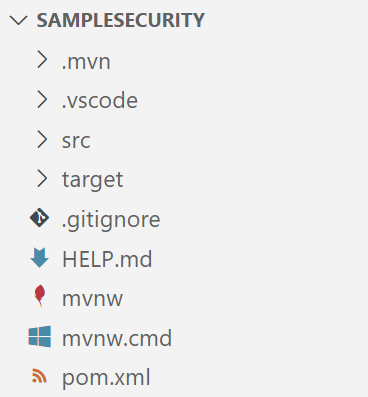 SAMPLESECURITY
.mvn
.vscode
src
target
.gitignore
HELP.md
mvnw
mvnw.cmd
pom.xml